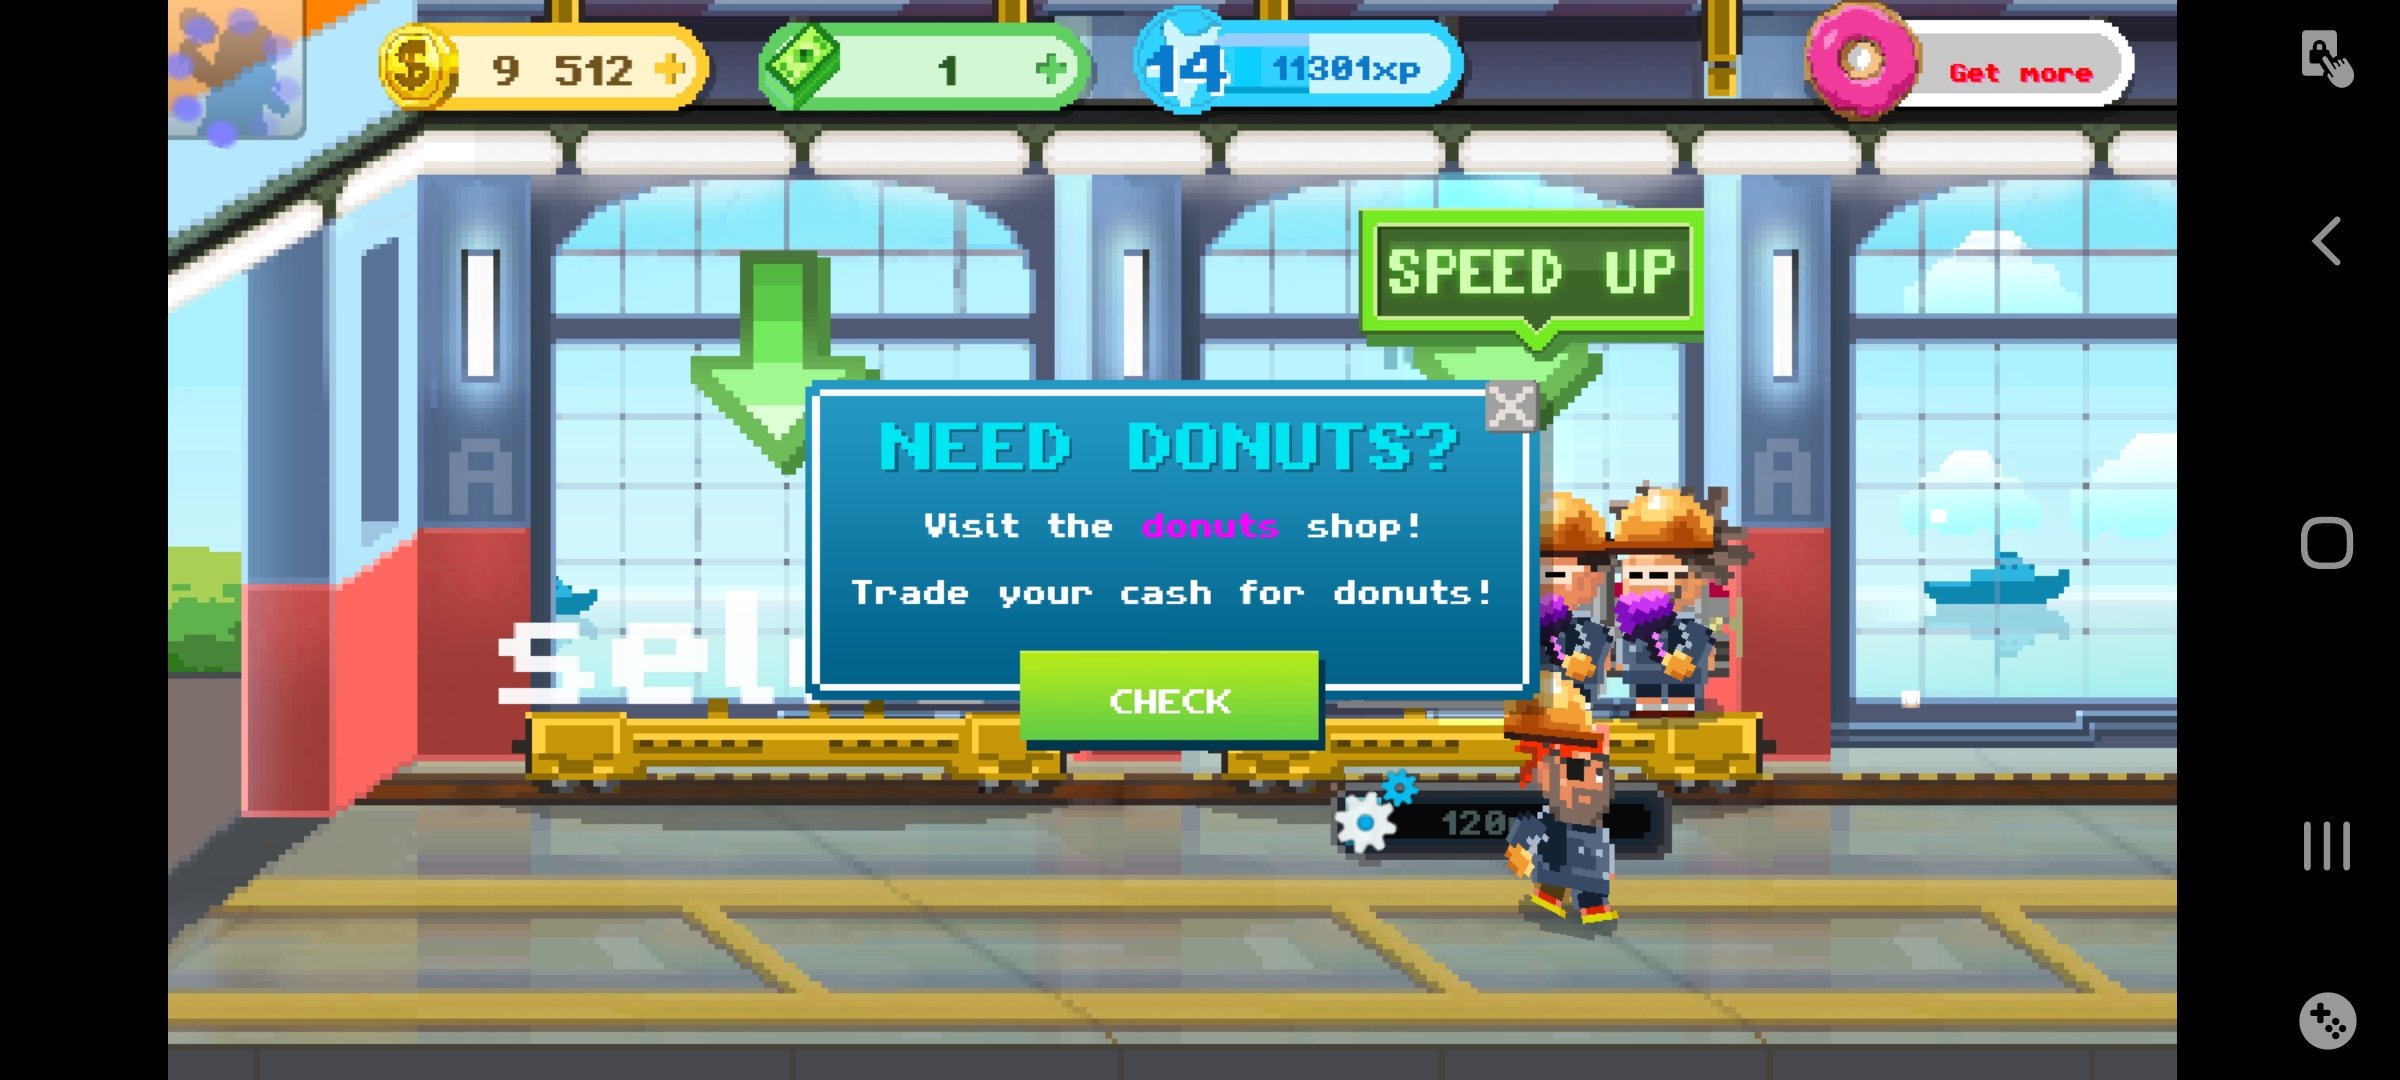 9 512
1
14
11301xp
Get more
SPEED UP
A
A
NEED DONUTS?
Visit the donuts shop!
Trade your cash for donuts!
CHECK